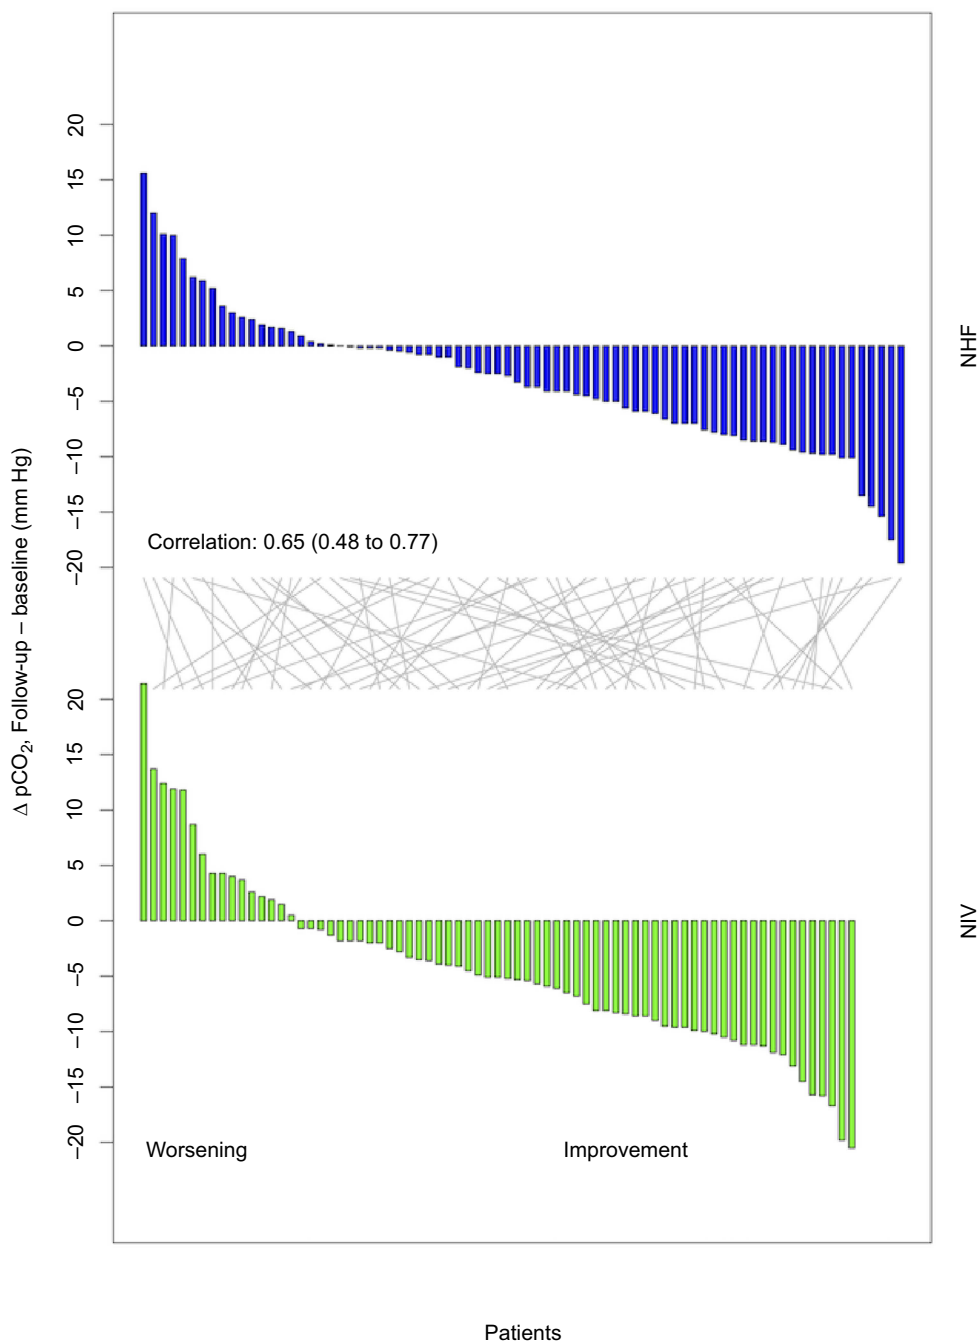 20
15
10
5
0
−5
−10
−15
−20
NHF
Δ pCO₂, Follow-up – baseline (mm Hg)
Correlation: 0.65 (0.48 to 0.77)
20
15
10
5
0
−5
−10
−15
−20
NIV
Worsening
Improvement
Patients